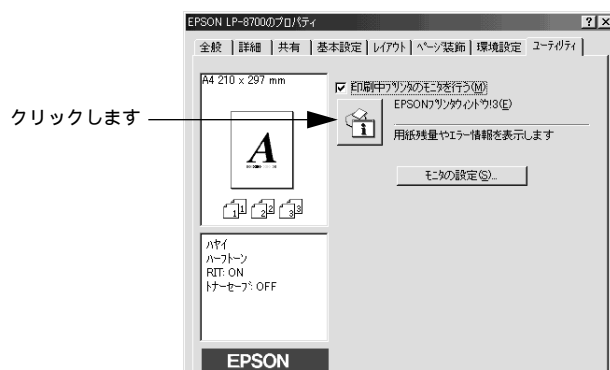 EPSON LP-8700のプロパティ
全般 詳細 共有 基本設定 レイアウト ページ装飾 環境設定 ユーティリティ
A4 210 x 297 mm
印刷中プリンタのモニタを行う(M)
EPSONプリンタウィンドウ!3(E)
クリックします
用紙残量やエラー情報を表示します
A
モニタの設定(S)...
1 1 2 2 3 3
ハヤイ
ハーフトーン
RIT: ON
トナーセーブ: OFF
EPSON